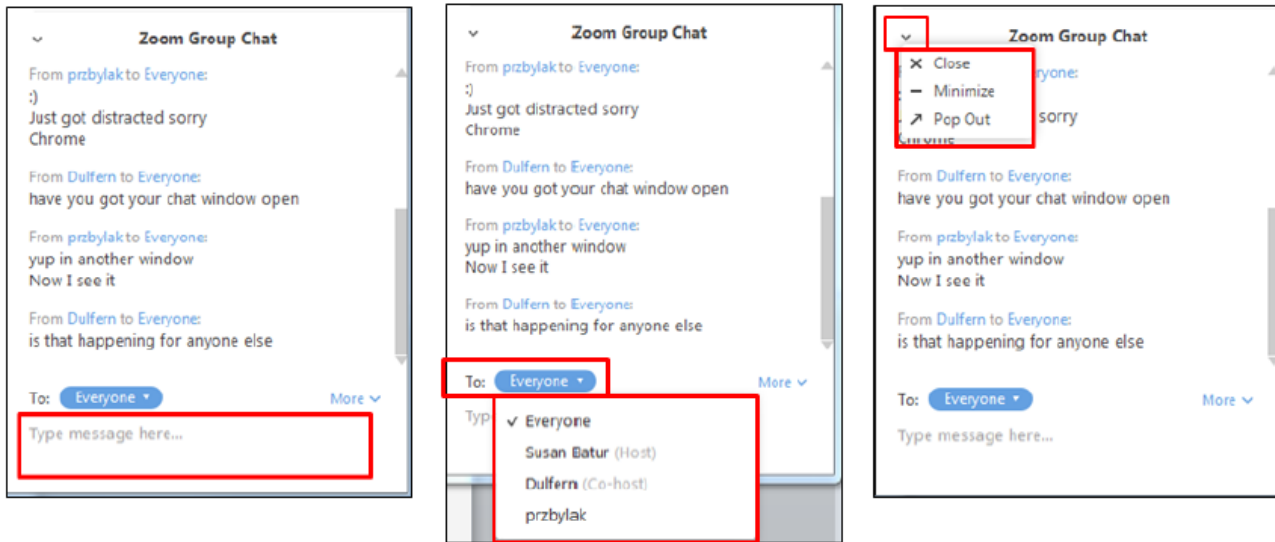 Zoom Group Chat
From przbylak to Everyone:
:)
Just got distracted sorry
Chrome
From Dulfern to Everyone:
have you got your chat window open
From przbylak to Everyone:
yup in another window
Now I see it
From Dulfern to Everyone:
is that happening for anyone else
To: Everyone More
Type message here...
Zoom Group Chat
From przbylak to Everyone:
:)
Just got distracted sorry
Chrome
From Dulfern to Everyone:
have you got your chat window open
From przbylak to Everyone:
yup in another window
Now I see it
From Dulfern to Everyone:
is that happening for anyone else
To: Everyone More
Typ
Everyone
Susan Batur (Host)
Dulfern (Co-host)
przbylak
Zoom Group Chat
Close
Minimize
Pop Out
ryone:
sorry
Chrome
From Dulfern to Everyone:
have you got your chat window open
From przbylak to Everyone:
yup in another window
Now I see it
From Dulfern to Everyone:
is that happening for anyone else
To: Everyone More
Type message here...